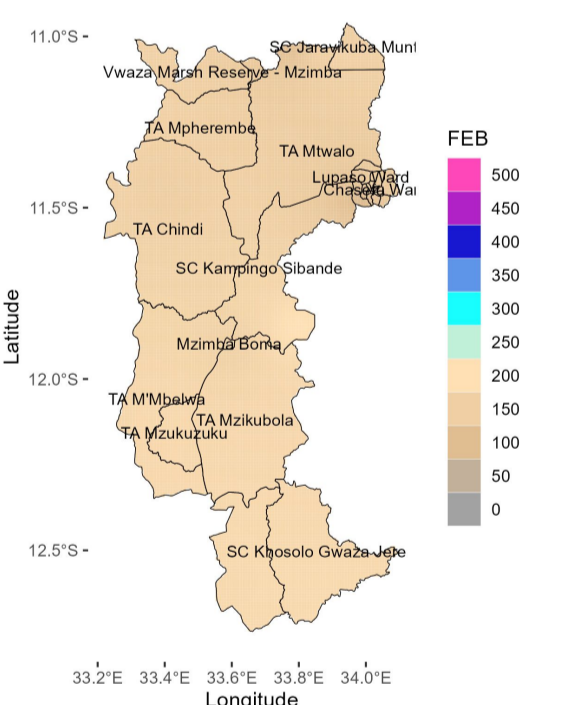 11.0°S
SC Jaravikuba Munt
Vwaza Marsh Reserve - Mzimba
TA Mpherembe
TA Mtwalo
Lupaso Ward
11.5°S
TA Chindi
SC Kampingo Sibande
Mzimba Boma
12.0°S
TA M'Mbelwa
TA Mzikubola
TA Mzukuzuku
12.5°S
SC Khosolo Gwaza Jere
33.2°E 33.4°E 33.6°E 33.8°E 34.0°E
Longitude
Latitude
FEB
500
450
400
350
300
250
200
150
100
50
0